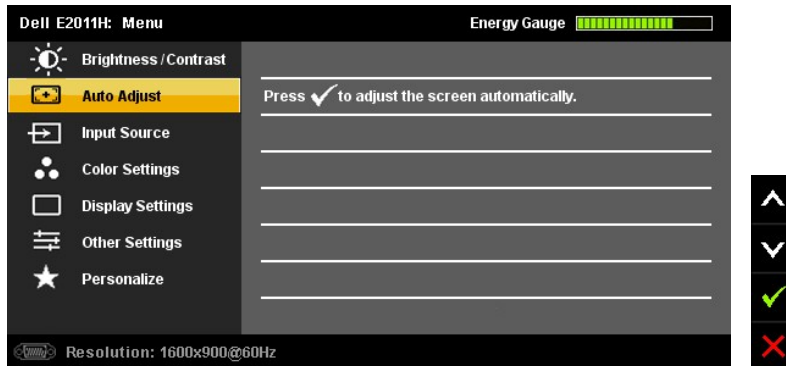 Dell E2011H: Menu
Energy Gauge
Brightness / Contrast
Auto Adjust
Press ✓ to adjust the screen automatically.
Input Source
Color Settings
Display Settings
Other Settings
Personalize
Resolution: 1600x900@60Hz